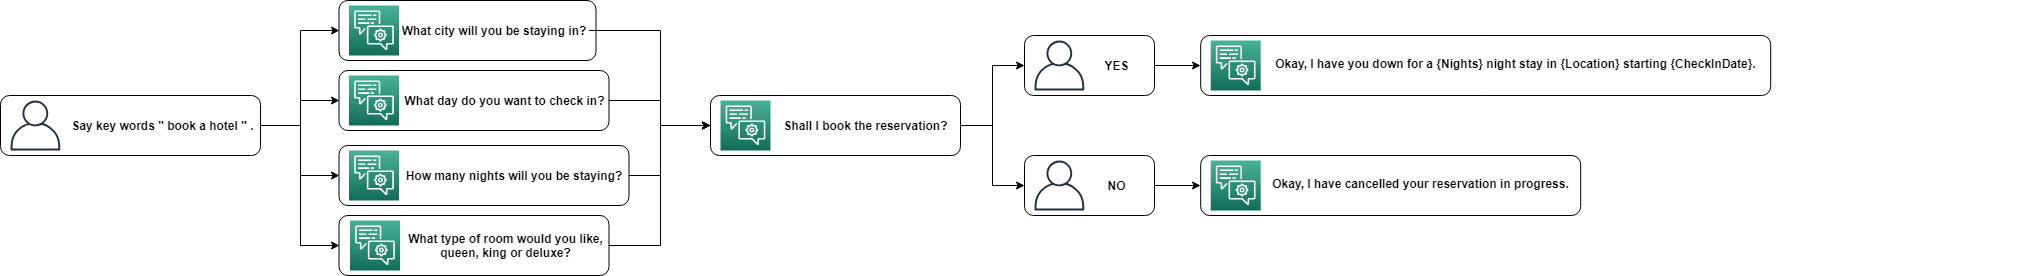 Say key words " book a hotel " .
What city will you be staying in?
What day do you want to check in?
How many nights will you be staying?
What type of room would you like,
queen, king or deluxe?
Shall I book the reservation?
YES
Okay, I have you down for a {Nights} night stay in {Location} starting {CheckInDate}.
NO
Okay, I have cancelled your reservation in progress.